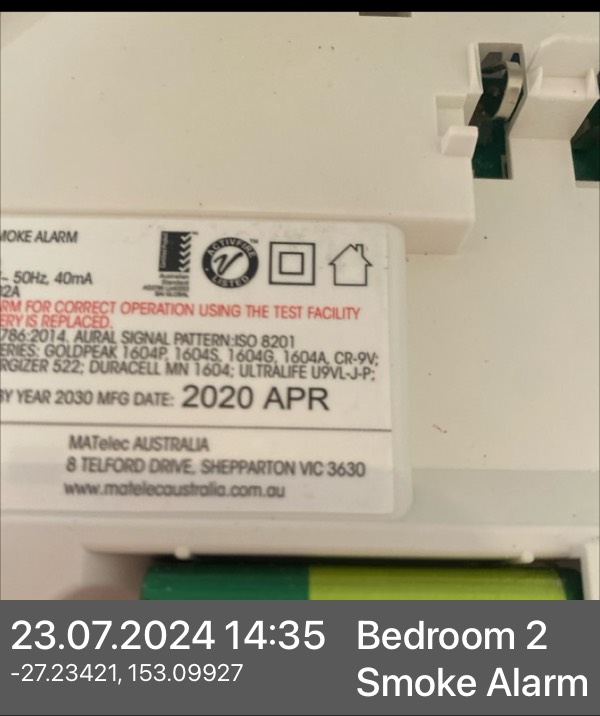 MOKE ALARM
ACTIVFIRE
LISTED
Australian
Standard
~ 50Hz, 40mA
02A
RM FOR CORRECT OPERATION USING THE TEST FACILITY
ERY IS REPLACED.
786:2014. AURAL SIGNAL PATTERN:ISO 8201
ERIES: GOLDPEAK 1604P, 1604S, 1604G, 1604A, CR-9V;
RGIZER 522; DURACELL MN 1604; ULTRALIFE U9VL-J-P;
BY YEAR 2030 MFG DATE: 2020 APR
MATelec AUSTRALIA
8 TELFORD DRIVE, SHEPPARTON VIC 3630
www.matelecaustralia.com.au
23.07.2024 14:35
-27.23421, 153.09927
Bedroom 2
Smoke Alarm